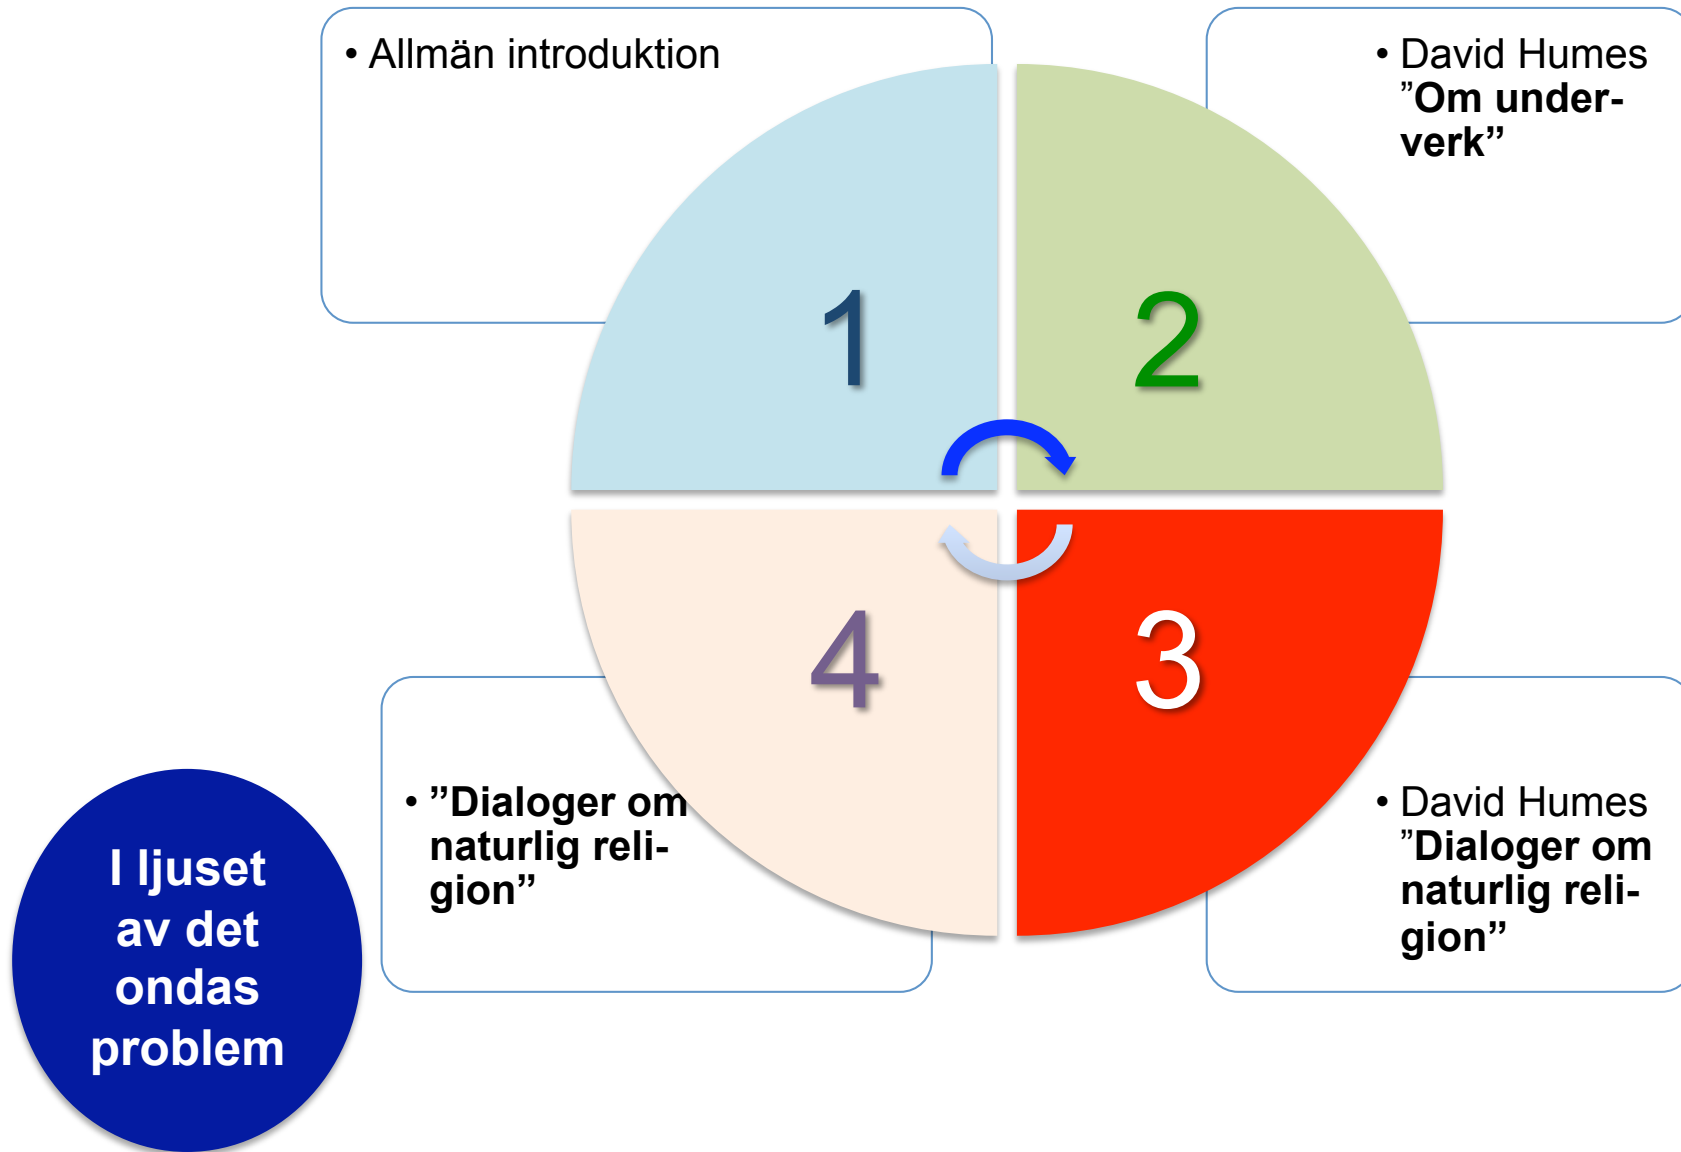 • Allmän introduktion
• David Humes
”Om under-
verk”
1
2
4
3
• ”Dialoger om
naturlig reli-
gion”
• David Humes
”Dialoger om
naturlig reli-
gion”
I ljuset
av det
ondas
problem